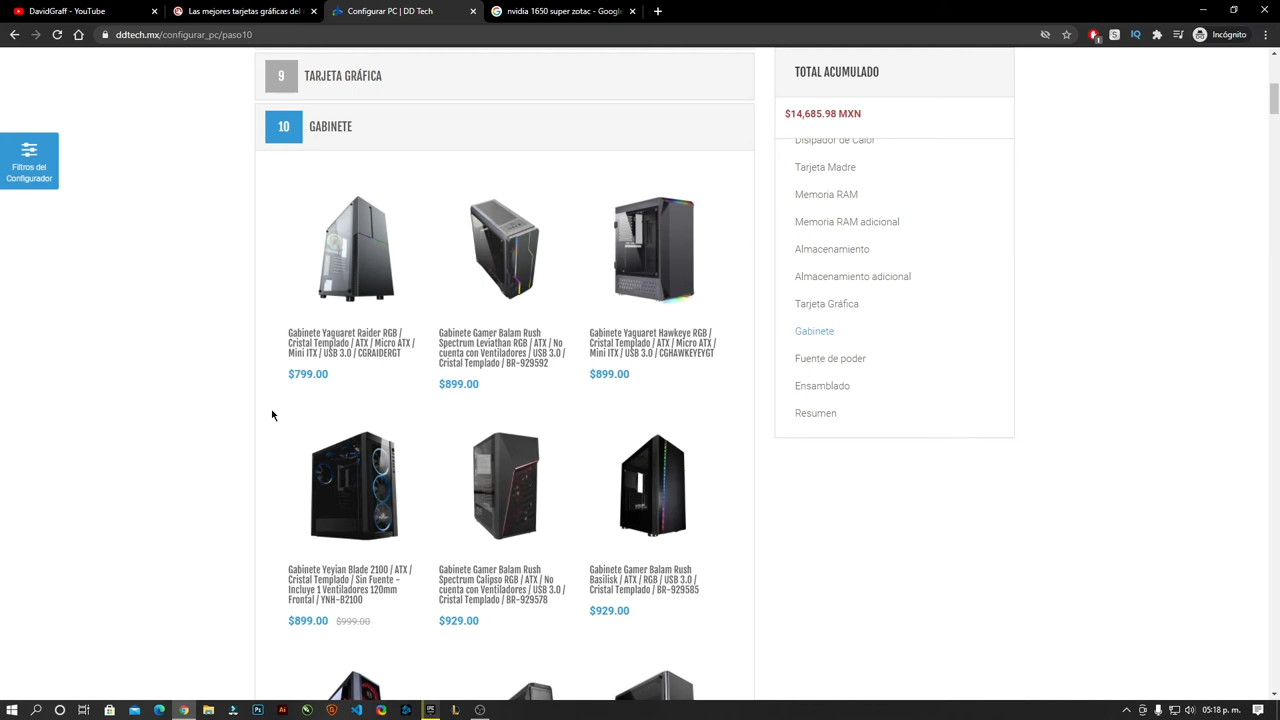 DavidGraff - YouTube
Las mejores tarjetas gráficas 20
Configurador PC | DD Tech
nvidia 1650 super zotac - Google
ddtech.mx/configurar_pc/paso10
Incógnito
9 TARJETA GRÁFICA
10 GABINETE
Filtros del
Configurador
Gabinete Yaguaret Raider RGB /
Cristal Templado / ATX / Micro ATX /
Mini ITX / USB 3.0 / CGRAIDERGT
$799.00
Gabinete Gamer Balam Rush
Spectrum Leviathan RGB / ATX / No
cuenta con Ventiladores / USB 3.0 /
Cristal Templado / BR-929592
$899.00
Gabinete Yaguaret Hawkeye RGB /
Cristal Templado / ATX / Micro ATX /
Mini ITX / USB 3.0 / CGHAWKEYEYGT
$899.00
Gabinete Yeyian Blade 2100 / ATX /
Cristal Templado / Sin Fuente -
Incluye 1 Ventiladores 120mm
Frontal / YNH-B2100
$899.00 $999.00
Gabinete Gamer Balam Rush
Spectrum Calipso RGB / ATX / No
cuenta con Ventiladores / USB 3.0 /
Cristal Templado / BR-929578
$929.00
Gabinete Gamer Balam Rush
Basilisk / ATX / RGB / USB 3.0 /
Cristal Templado / BR-929585
$929.00
TOTAL ACUMULADO
$14,685.98 MXN
Disipador de Calor
Tarjeta Madre
Memoria RAM
Memoria RAM adicional
Almacenamiento
Almacenamiento adicional
Tarjeta Gráfica
Gabinete
Fuente de poder
Ensamblado
Resumen
05:18 p. m.